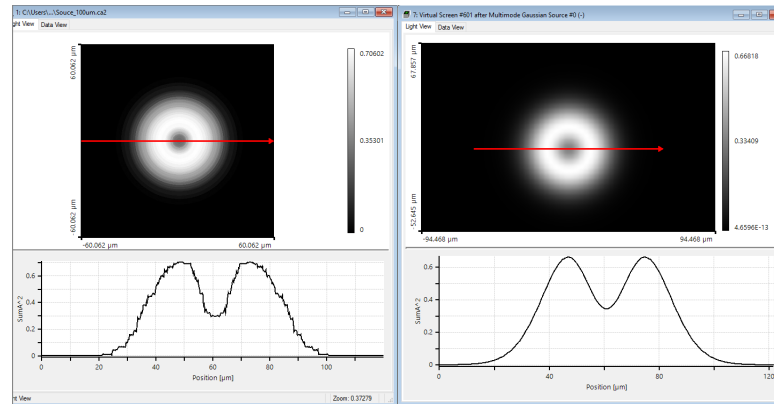 1: C:\Users\...\Souce_100um.ca2
ght View Data View
60.062 µm
-60.062 µm
-60.062 µm 60.062 µm
0.70602
0.35301
0
SumA^2
0.6
0.4
0.2
0
0 20 40 60 80 100
Position [µm]
ht View Zoom: 0.37279
7: Virtual Screen #601 after Multimode Gaussian Source #0 (-)
Light View Data View
67.857 µm
-52.645 µm
-94.468 µm 94.468 µm
0.66818
0.33409
4.6596E-13
SumA^2
0.6
0.4
0.2
0
0 40 80 120
Position [µm]